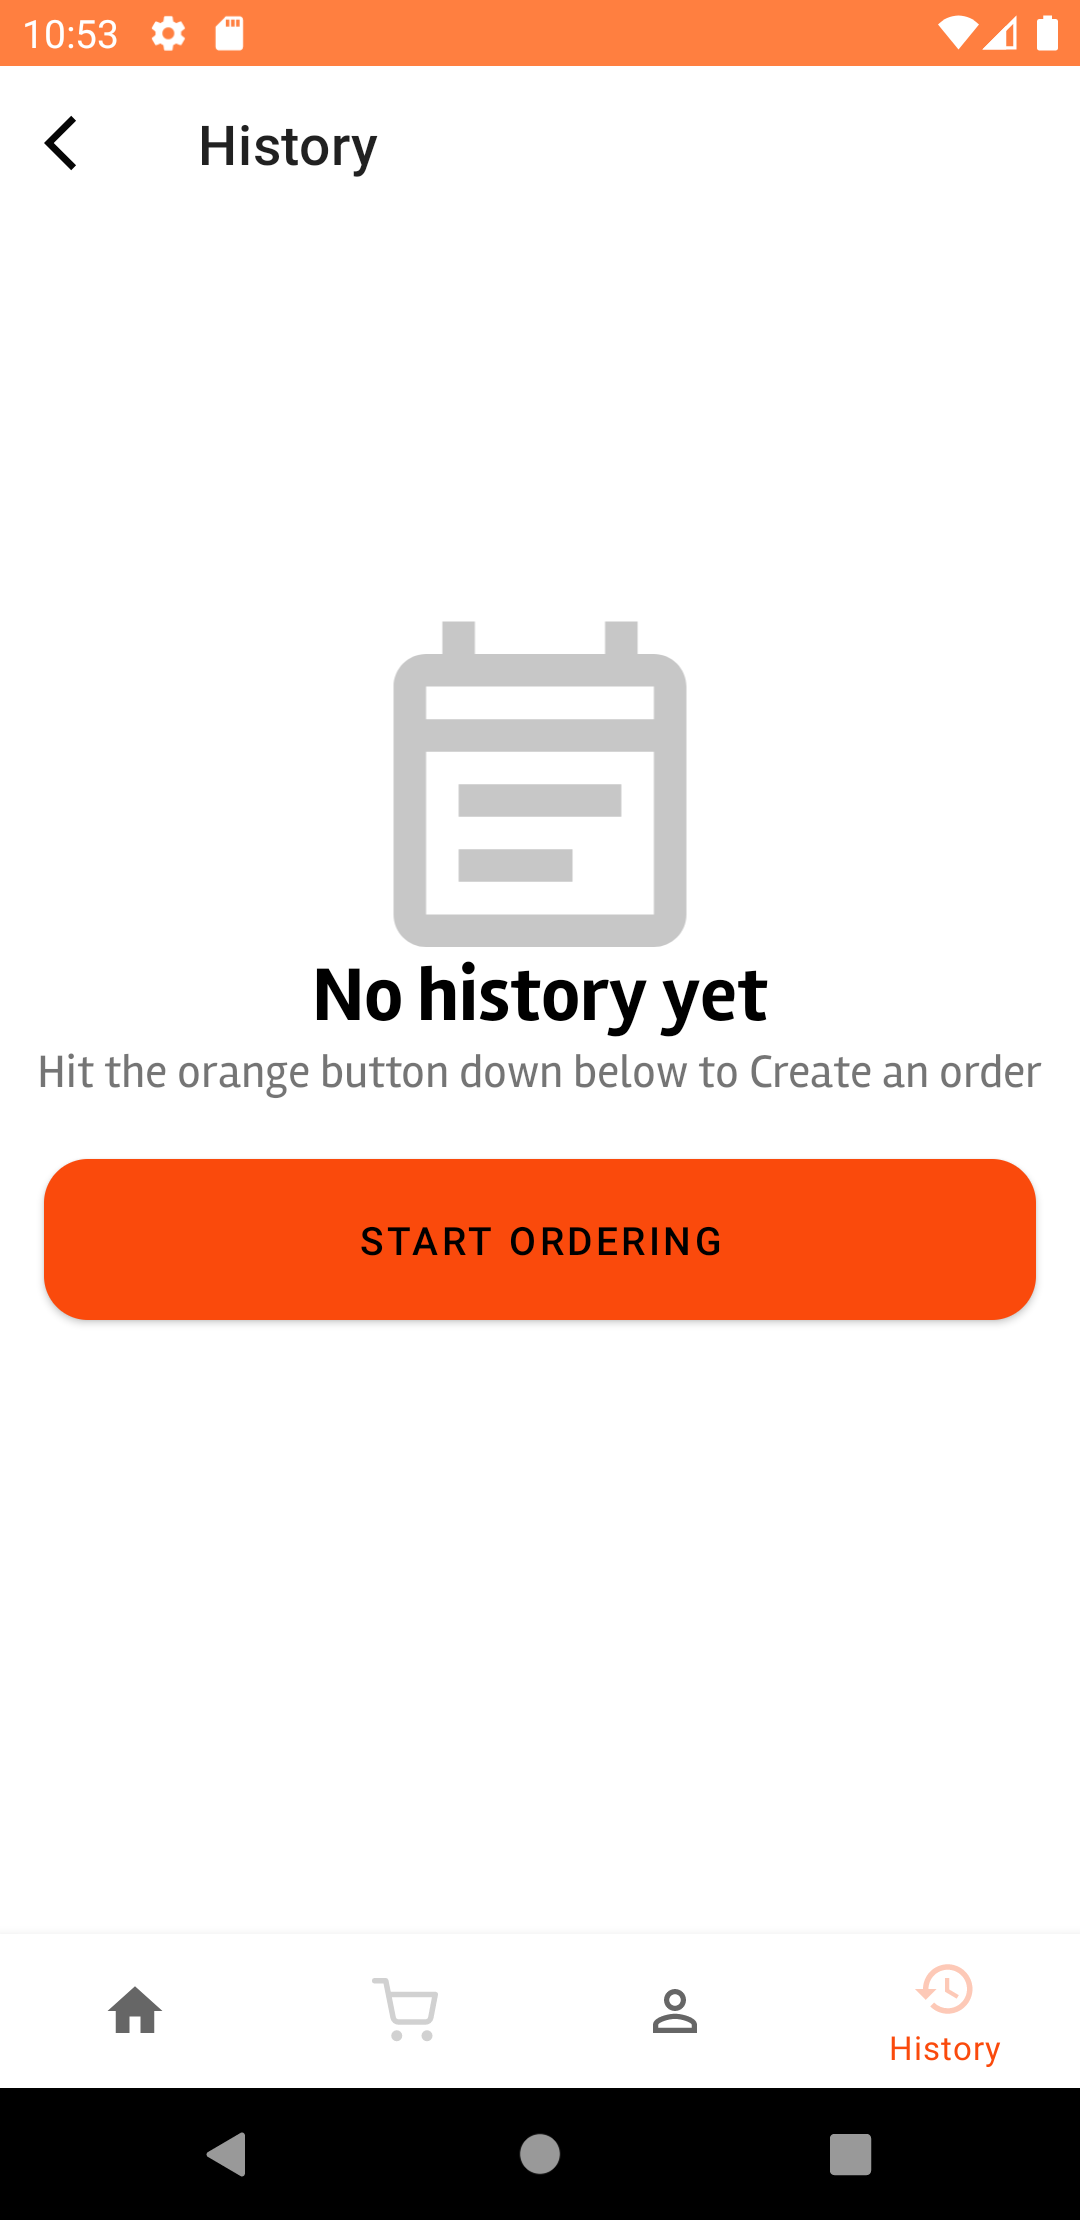 10:53
History
No history yet
Hit the orange button down below to Create an order
START ORDERING
History